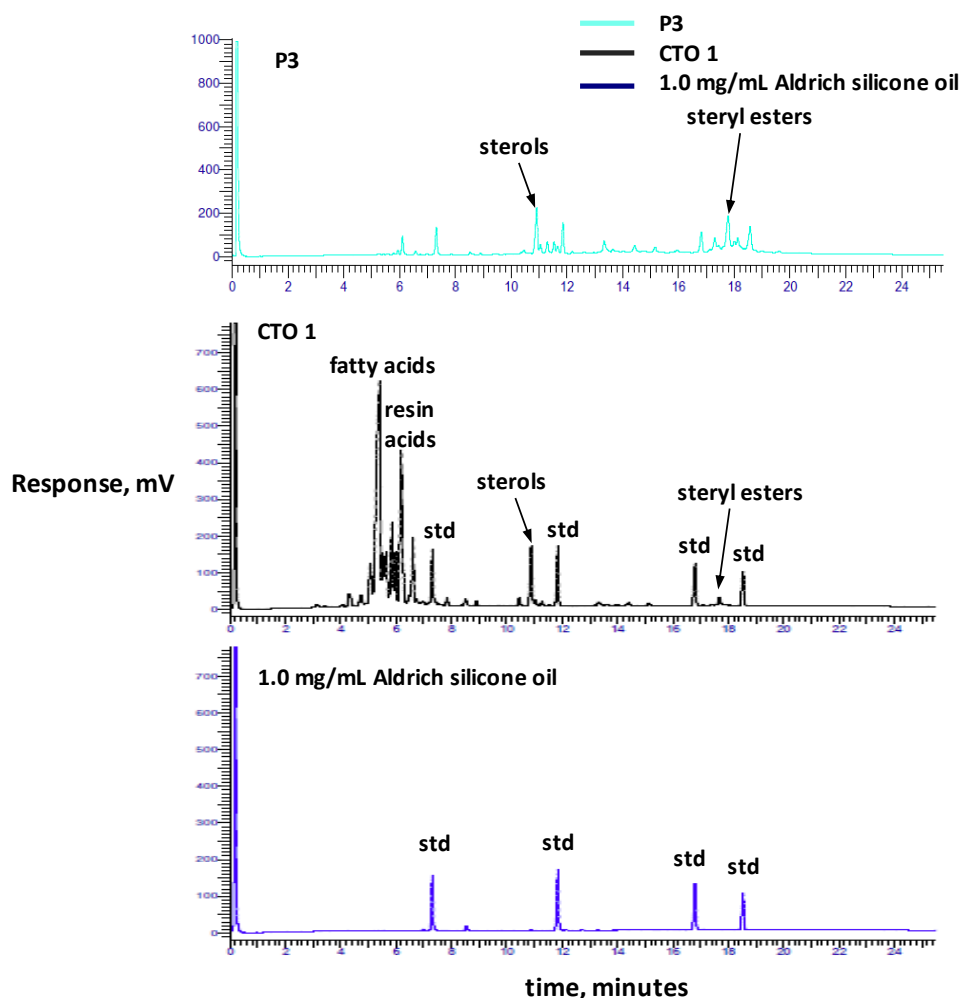 P3
CTO 1
1.0 mg/mL Aldrich silicone oil
P3
steryl esters
sterols
1000
800
600
400
200
0
0 2 4 6 8 10 12 14 16 18 20 22 24
CTO 1
fatty acids
resin
acids
sterols
steryl esters
std
std
std
std
700
600
500
400
300
200
100
0
0 2 4 6 8 10 12 14 16 18 20 22 24
Response, mV
1.0 mg/mL Aldrich silicone oil
std
std
std
std
700
600
500
400
300
200
100
0
0 2 4 6 8 10 12 14 16 18 20 22 24
time, minutes